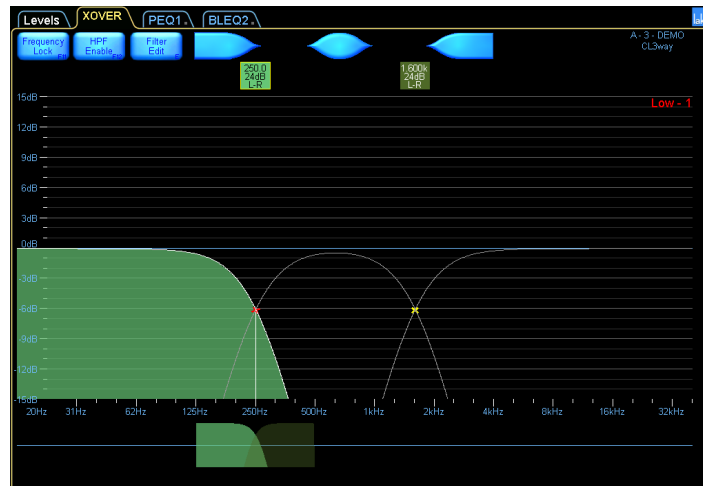 Levels XOVER PEQ1 BLEQ2 lak
Frequency Lock F11
HPF Enable
Filter Edit
A - 3 - DEMO
CL3way
250.0
24dB
L-R
1.600k
24dB
L-R
Low - 1
15dB
12dB
9dB
6dB
3dB
0dB
-3dB
-6dB
-9dB
-12dB
-15dB
20Hz 31Hz 62Hz 125Hz 250Hz 500Hz 1kHz 2kHz 4kHz 8kHz 16kHz 32kHz